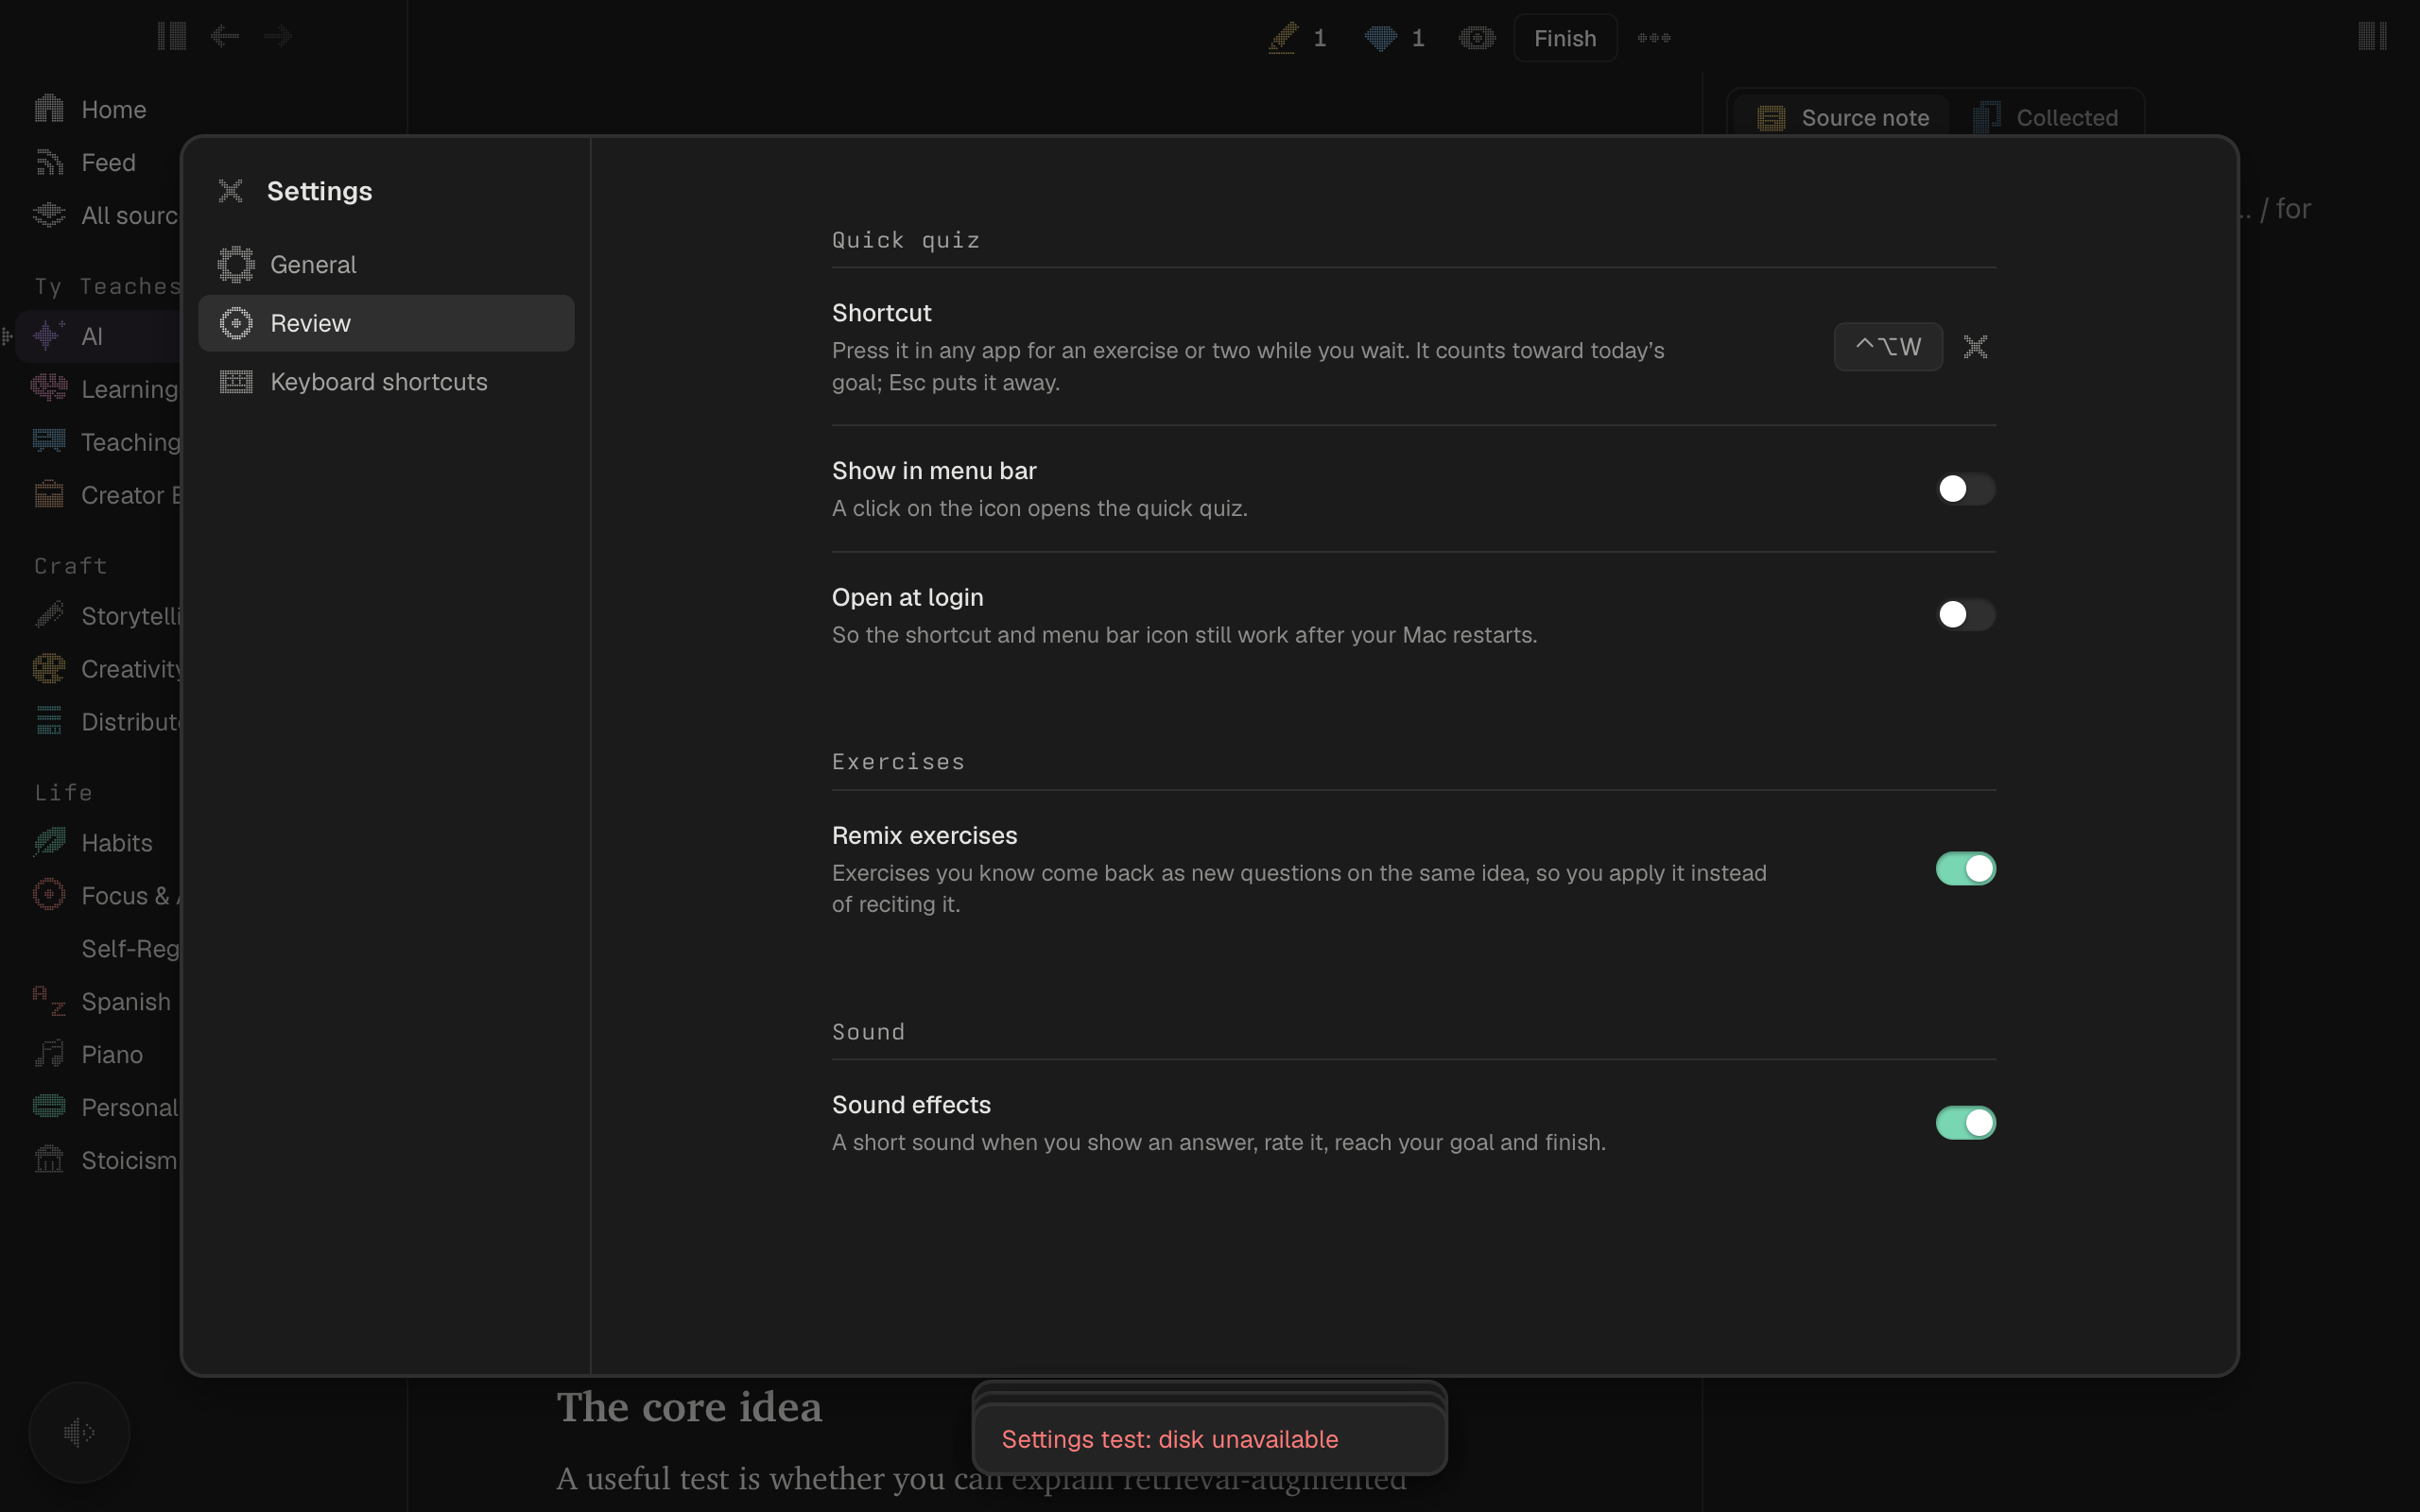 1
1
Finish
Source note
Collected
Home
Feed
All sourc
.. / for
Ty Teaches
AI
Learning
Teaching
Creator E
Craft
Storytelli
Creativity
Distribut
Life
Habits
Focus & A
Self-Reg
Spanish
Piano
Personal
Stoicism
Settings
General
Review
Keyboard shortcuts
Quick quiz
Shortcut
Press it in any app for an exercise or two while you wait. It counts toward today’s
goal; Esc puts it away.
⌃⌥W
Show in menu bar
A click on the icon opens the quick quiz.
Open at login
So the shortcut and menu bar icon still work after your Mac restarts.
Exercises
Remix exercises
Exercises you know come back as new questions on the same idea, so you apply it instead
of reciting it.
Sound
Sound effects
A short sound when you show an answer, rate it, reach your goal and finish.
The core idea
Settings test: disk unavailable
A useful test is whether you can explain retrieval-augmented